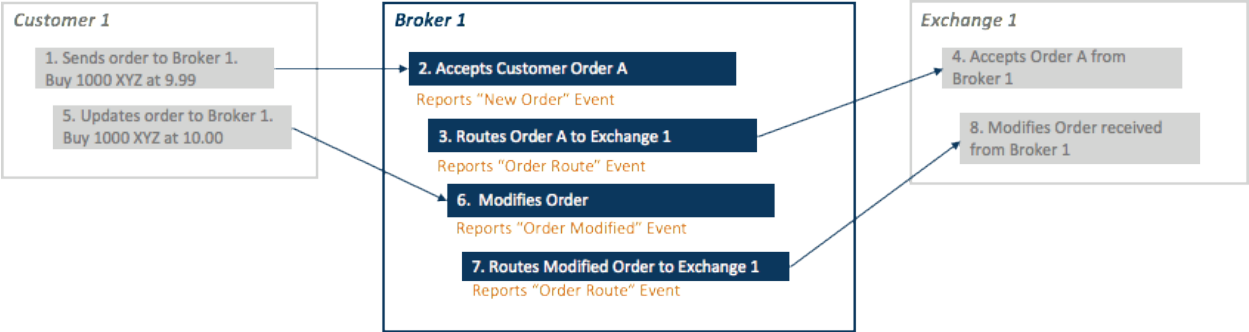 Customer 1
1. Sends order to Broker 1.
Buy 1000 XYZ at 9.99
5. Updates order to Broker 1.
Buy 1000 XYZ at 10.00
Broker 1
2. Accepts Customer Order A
Reports "New Order" Event
3. Routes Order A to Exchange 1
Reports "Order Route" Event
6.  Modifies Order
Reports "Order Modified" Event
7. Routes Modified Order to Exchange 1
Reports "Order Route" Event
Exchange 1
4. Accepts Order A from
Broker 1
8. Modifies Order received
from Broker 1